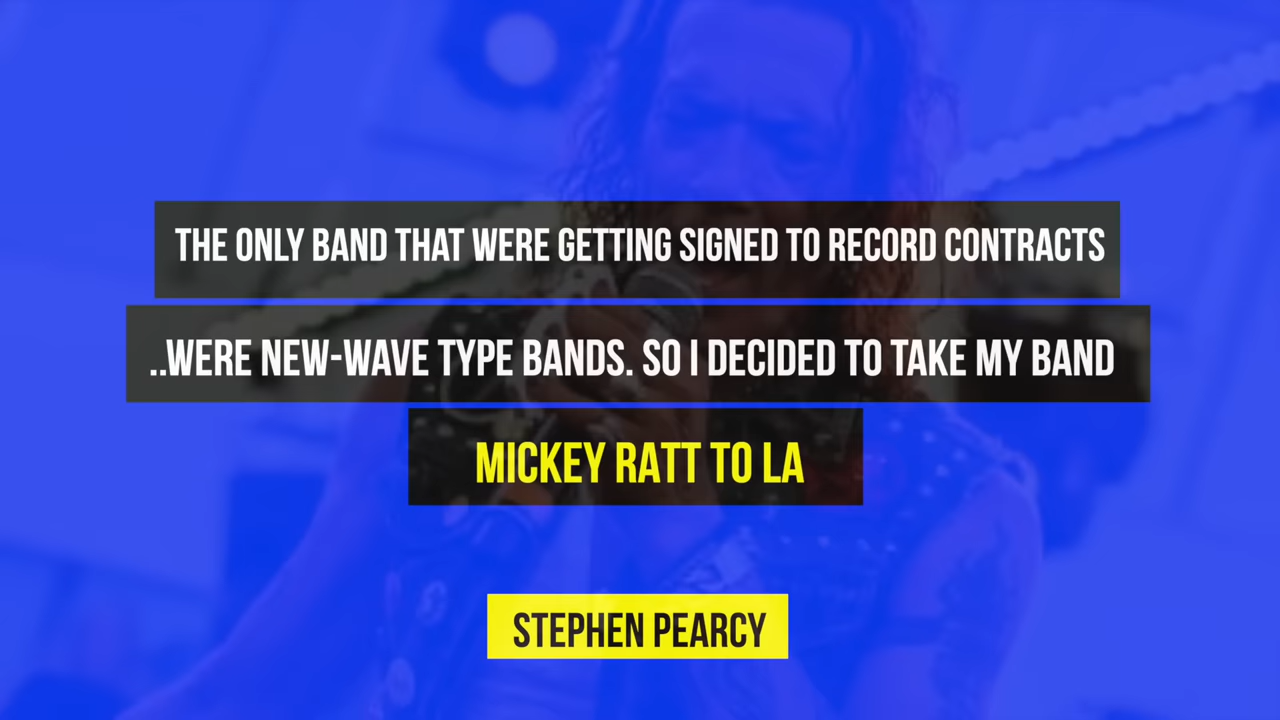 THE ONLY BAND THAT WERE GETTING SIGNED TO RECORD CONTRACTS
..WERE NEW-WAVE TYPE BANDS. SO I DECIDED TO TAKE MY BAND
MICKEY RATT TO LA
STEPHEN PEARCY